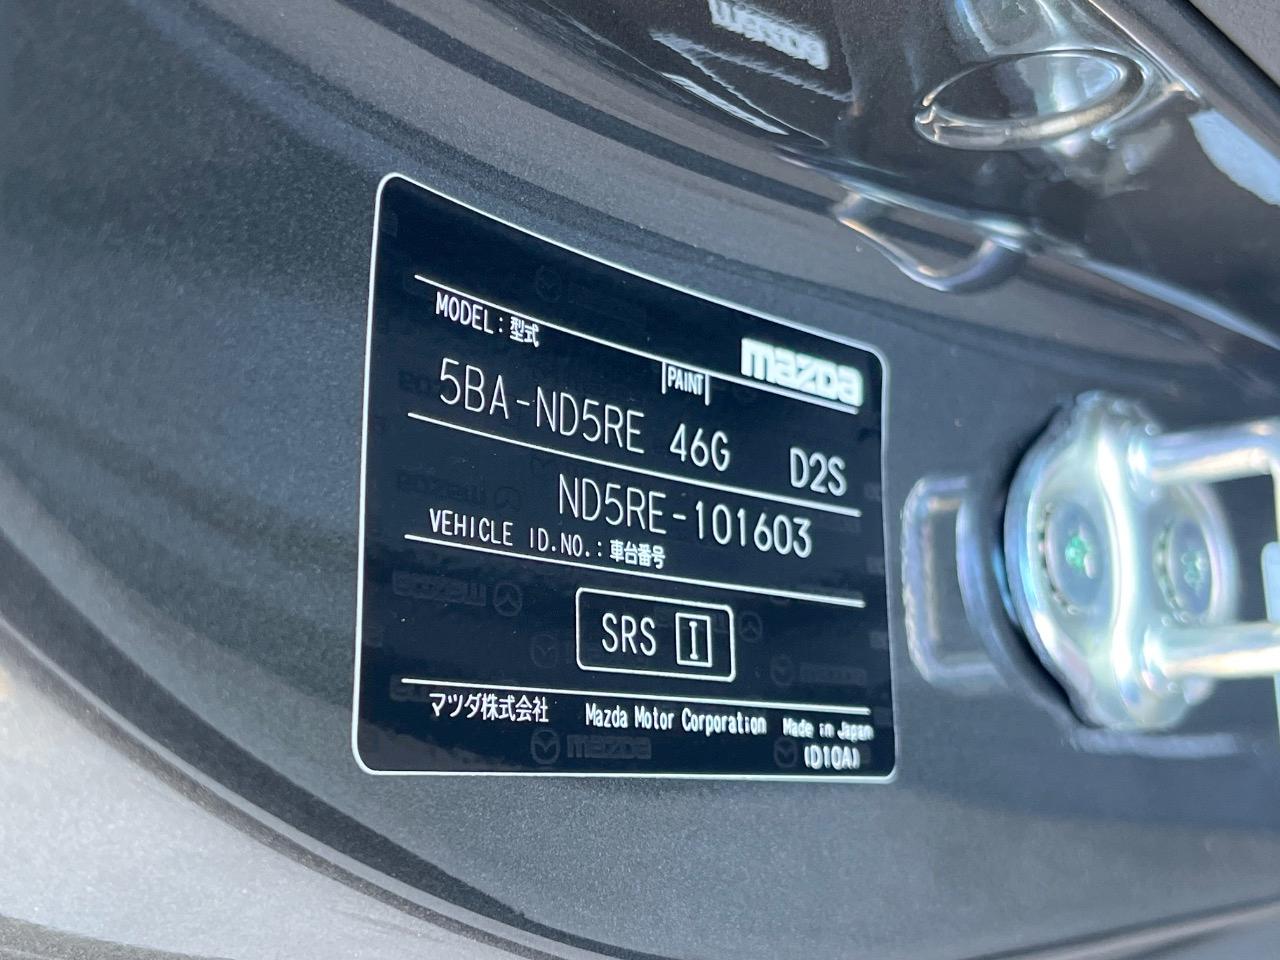 mazda
MODEL:型式
PAINT
5BA-ND5RE 46G D2S
ND5RE-101603
VEHICLE ID.NO.:車台番号
SRS I
マツダ株式会社 Mazda Motor Corporation Made in Japan
(D10A)